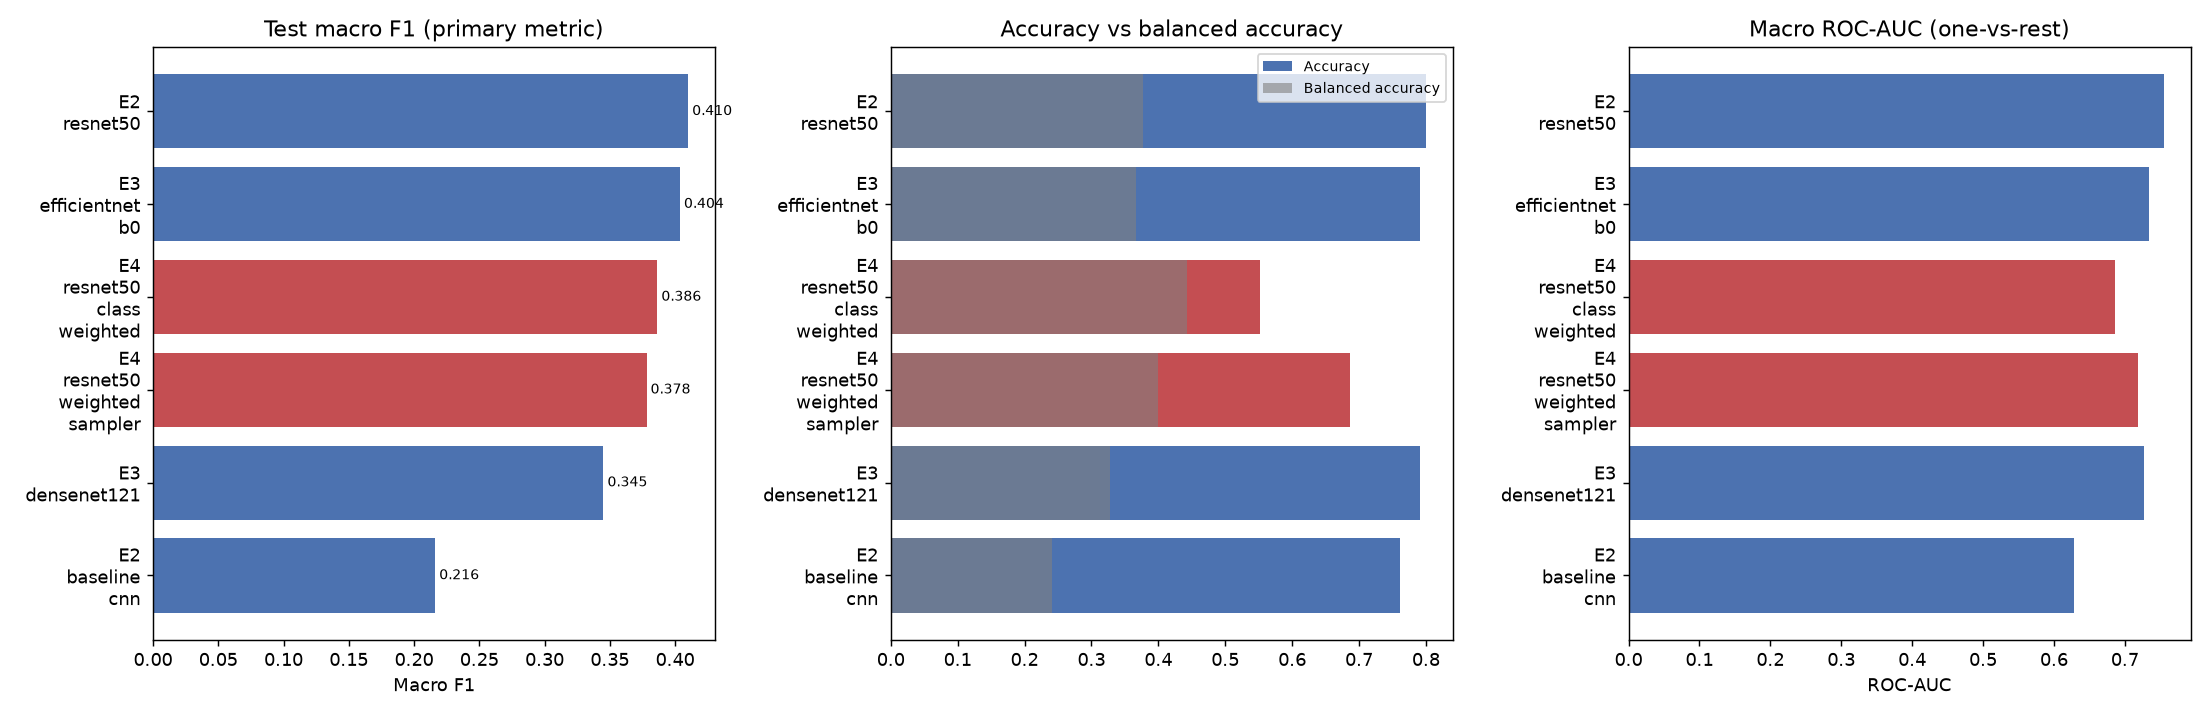 Test macro F1 (primary metric)
E2
resnet50
0.410
E3
efficientnet
b0
0.404
E4
resnet50
class
weighted
0.386
E4
resnet50
weighted
sampler
0.378
E3
densenet121
0.345
E2
baseline
cnn
0.216
0.00 0.05 0.10 0.15 0.20 0.25 0.30 0.35 0.40
Macro F1
Accuracy vs balanced accuracy
Accuracy
Balanced accuracy
E2
resnet50
E3
efficientnet
b0
E4
resnet50
class
weighted
E4
resnet50
weighted
sampler
E3
densenet121
E2
baseline
cnn
0.0 0.1 0.2 0.3 0.4 0.5 0.6 0.7 0.8
Macro ROC-AUC (one-vs-rest)
E2
resnet50
E3
efficientnet
b0
E4
resnet50
class
weighted
E4
resnet50
weighted
sampler
E3
densenet121
E2
baseline
cnn
0.0 0.1 0.2 0.3 0.4 0.5 0.6 0.7
ROC-AUC